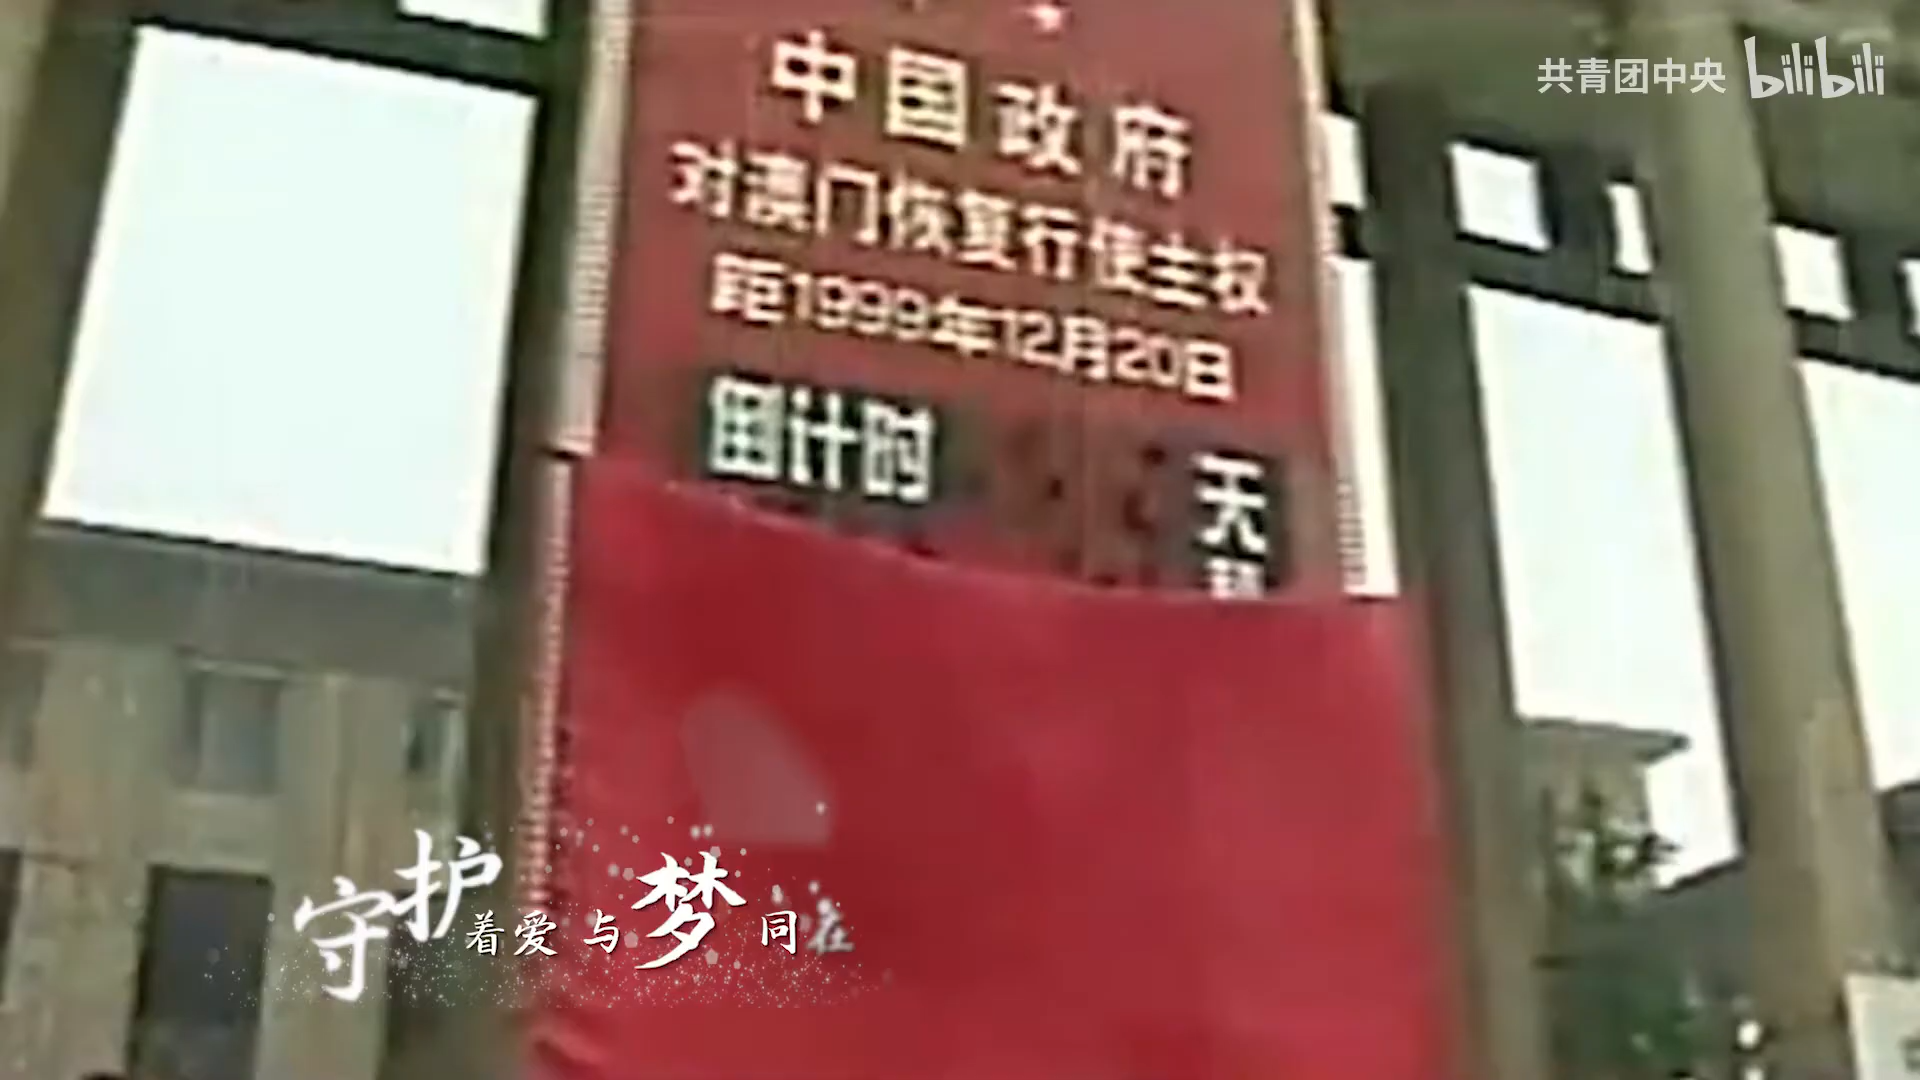 共青团中央 bilibili
中国政府
对澳门恢复行使主权
距1999年12月20日
倒计时 天
守护着爱与梦同在